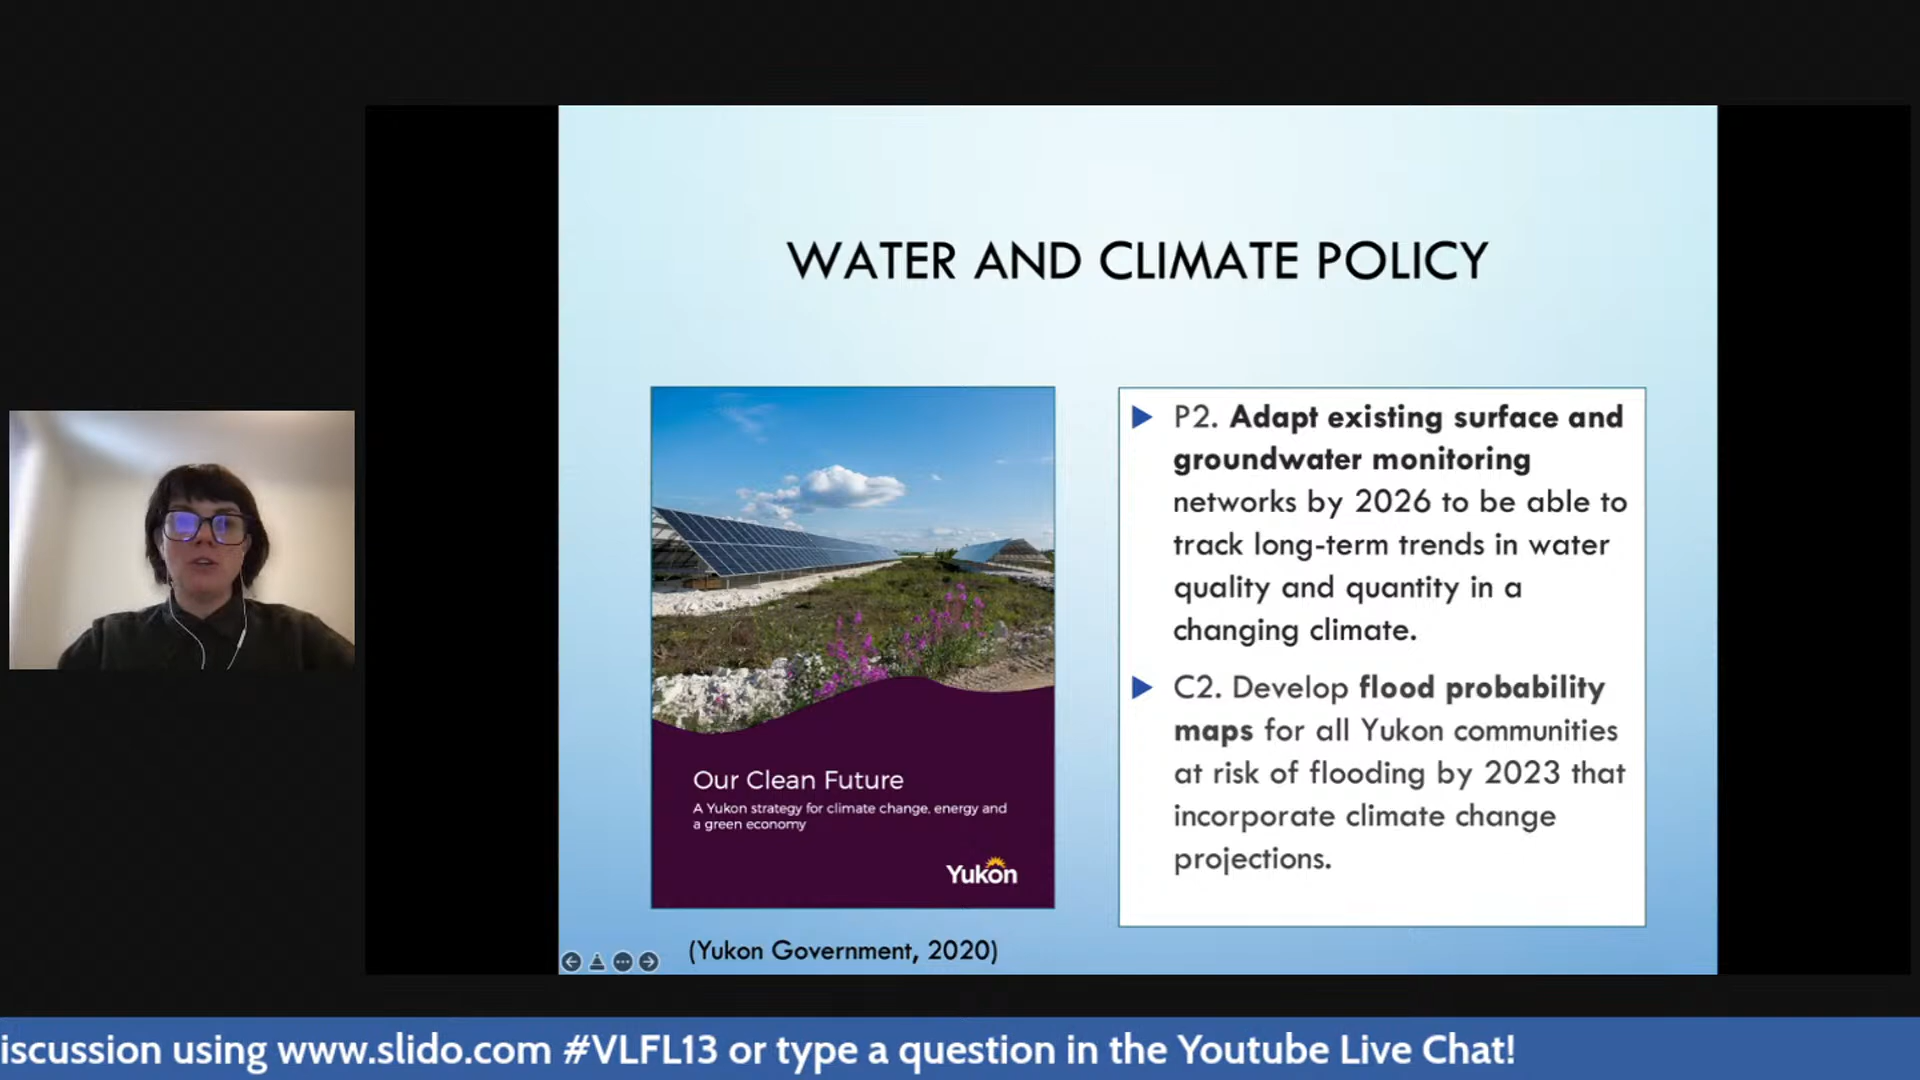 WATER AND CLIMATE POLICY
P2. Adapt existing surface and
groundwater monitoring
networks by 2026 to be able to
track long-term trends in water
quality and quantity in a
changing climate.
C2. Develop flood probability
maps for all Yukon communities
at risk of flooding by 2023 that
incorporate climate change
projections.
Our Clean Future
A Yukon strategy for climate change, energy and
a green economy
Yukon
(Yukon Government, 2020)
iscussion using www.slido.com #VLFL13 or type a question in the Youtube Live Chat!